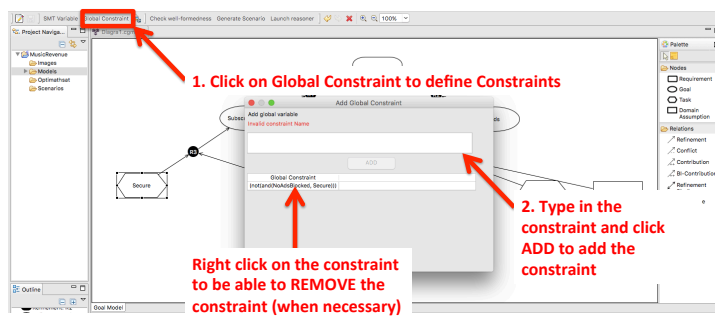 SMT Variable Global Constraint Check well-formedness Generate Scenario Launch reasoner 100%
Project Naviga...
MusicRevenue
Images
Models
Optimathsat
Scenarios
1. Click on Global Constraint to define Constraints
Add Global Constraint
Add global variable
Invalid constraint Name
ADD
Global Constraint
(not(and(NoAdsBlocked, Secure)))
Subsc
ds
R3
Secure
2. Type in the
constraint and click
ADD to add the
constraint
Right click on the constraint
to be able to REMOVE the
constraint (when necessary)
Palette
Nodes
Requirement
Goal
Task
Domain
Assumption
Relations
Refinement
Conflict
Contribution
Bi-Contribution
Refinement
Outline
Goal Model